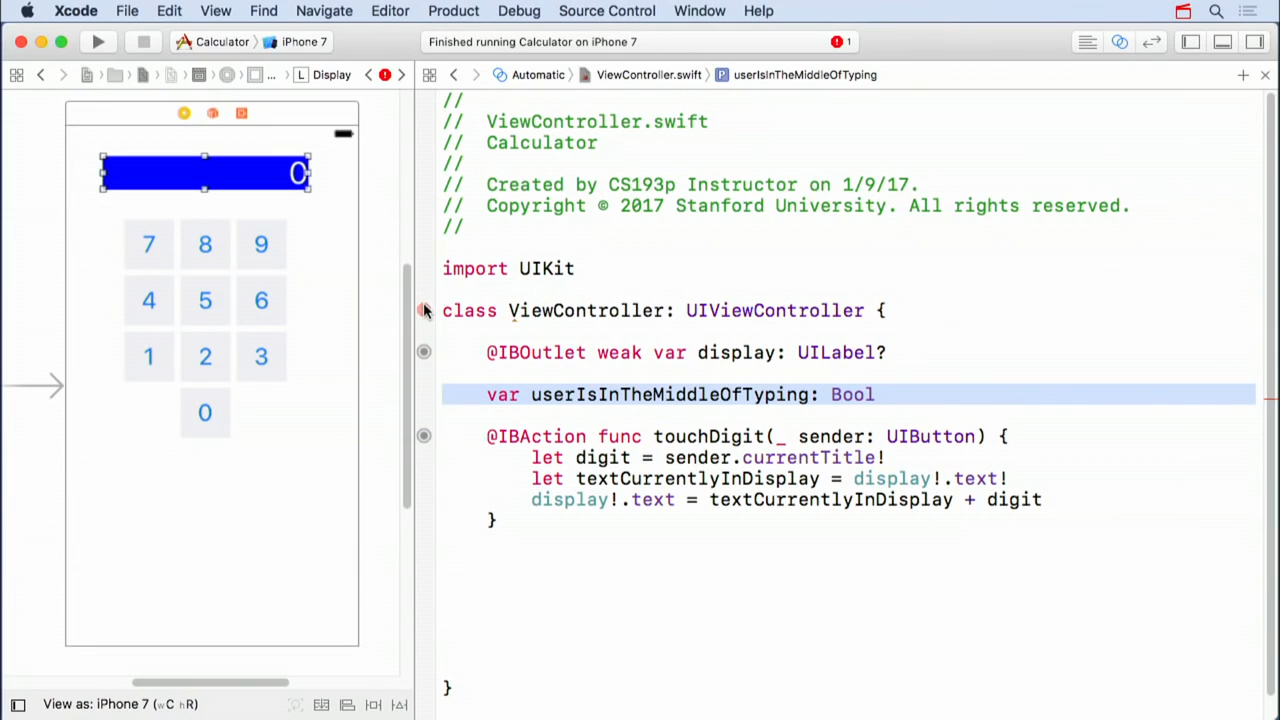 Xcode File Edit View Find Navigate Editor Product Debug Source Control Window Help
Calculator iPhone 7 Finished running Calculator on iPhone 7 1
... L Display Automatic ViewController.swift P userIsInTheMiddleOfTyping
0
7 8 9
4 5 6
1 2 3
0
View as: iPhone 7 (wC hR)
//
// ViewController.swift
// Calculator
//
// Created by CS193p Instructor on 1/9/17.
// Copyright © 2017 Stanford University. All rights reserved.
//
import UIKit
class ViewController: UIViewController {
@IBOutlet weak var display: UILabel?
var userIsInTheMiddleOfTyping: Bool
@IBAction func touchDigit(_ sender: UIButton) {
let digit = sender.currentTitle!
let textCurrentlyInDisplay = display!.text!
display!.text = textCurrentlyInDisplay + digit
}
}